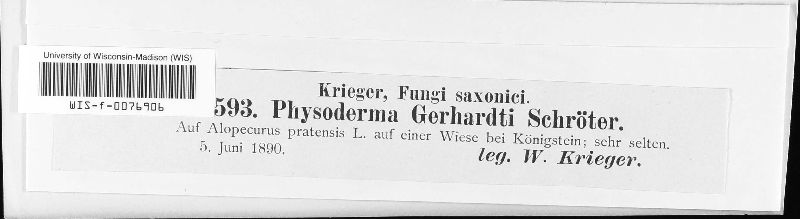 University of Wisconsin-Madison (WIS)
WIS-f-0076906
Krieger, Fungi saxonici.
593. Physoderma Gerhardti Schröter.
Auf Alopecurus pratensis L. auf einer Wiese bei Königstein; sehr selten.
5. Juni 1890.
leg. W. Krieger.